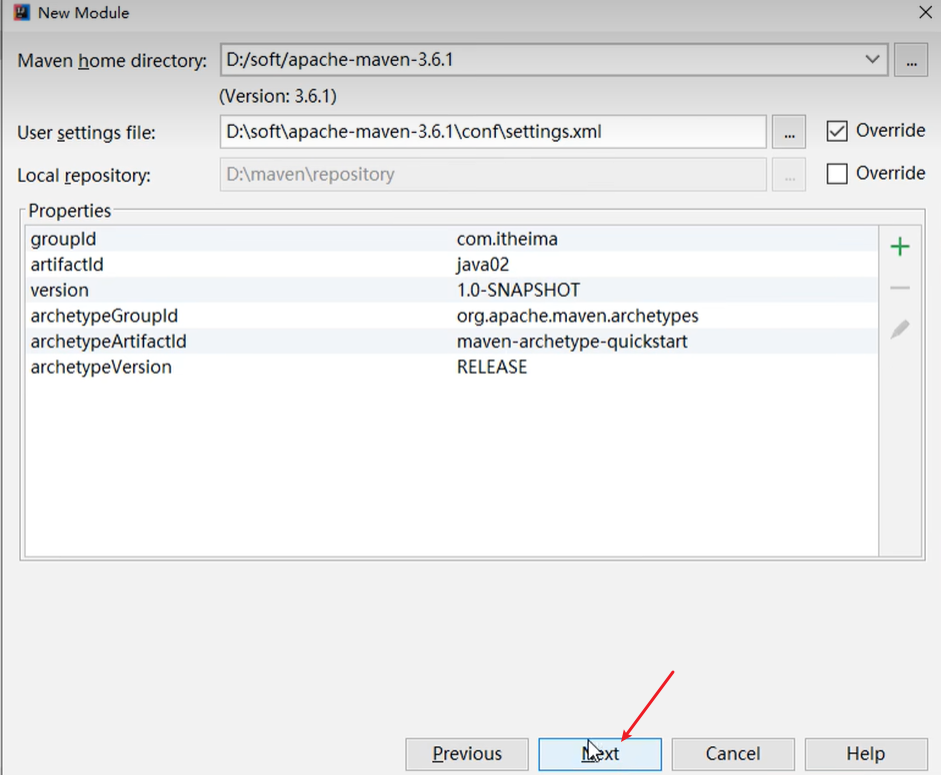 New Module
Maven home directory: D:/soft/apache-maven-3.6.1 ...
(Version: 3.6.1)
User settings file: D:\soft\apache-maven-3.6.1\conf\settings.xml ... Override
Local repository: D:\maven\repository ... Override
Properties
groupId com.itheima
artifactId java02
version 1.0-SNAPSHOT
archetypeGroupId org.apache.maven.archetypes
archetypeArtifactId maven-archetype-quickstart
archetypeVersion RELEASE
Previous Next Cancel Help